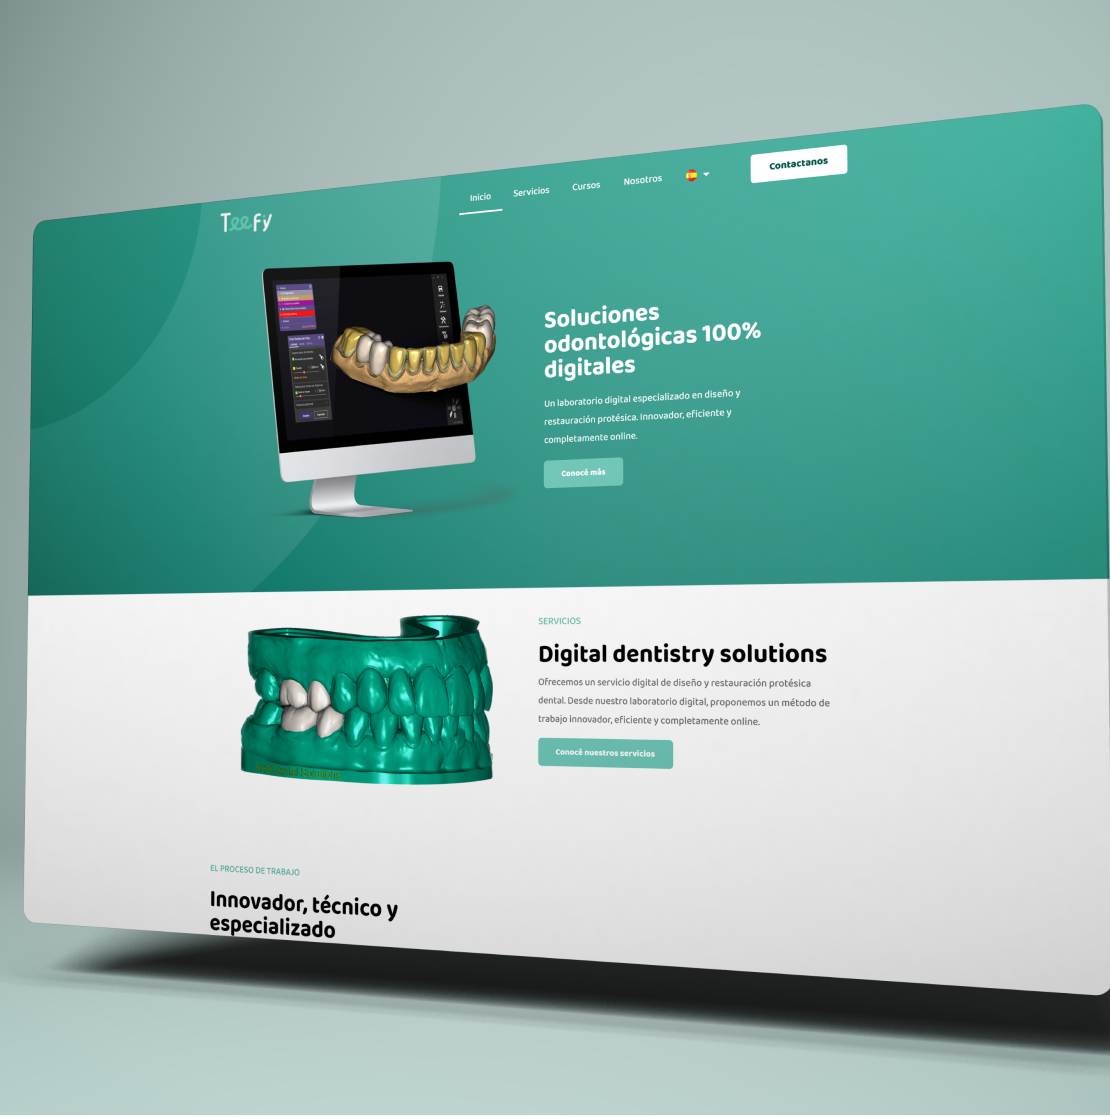 Teefy
Inicio
Servicios
Cursos
Nosotros
Contactanos
Soluciones
odontológicas 100%
digitales
Un laboratorio digital especializado en diseño y
restauración protésica. Innovador, eficiente y
completamente online.
Conocé más
SERVICIOS
Digital dentistry solutions
Ofrecemos un servicio digital de diseño y restauración protésica
dental. Desde nuestro laboratorio digital, proponemos un método de
trabajo innovador, eficiente y completamente online.
Conocé nuestros servicios
EL PROCESO DE TRABAJO
Innovador, técnico y
especializado